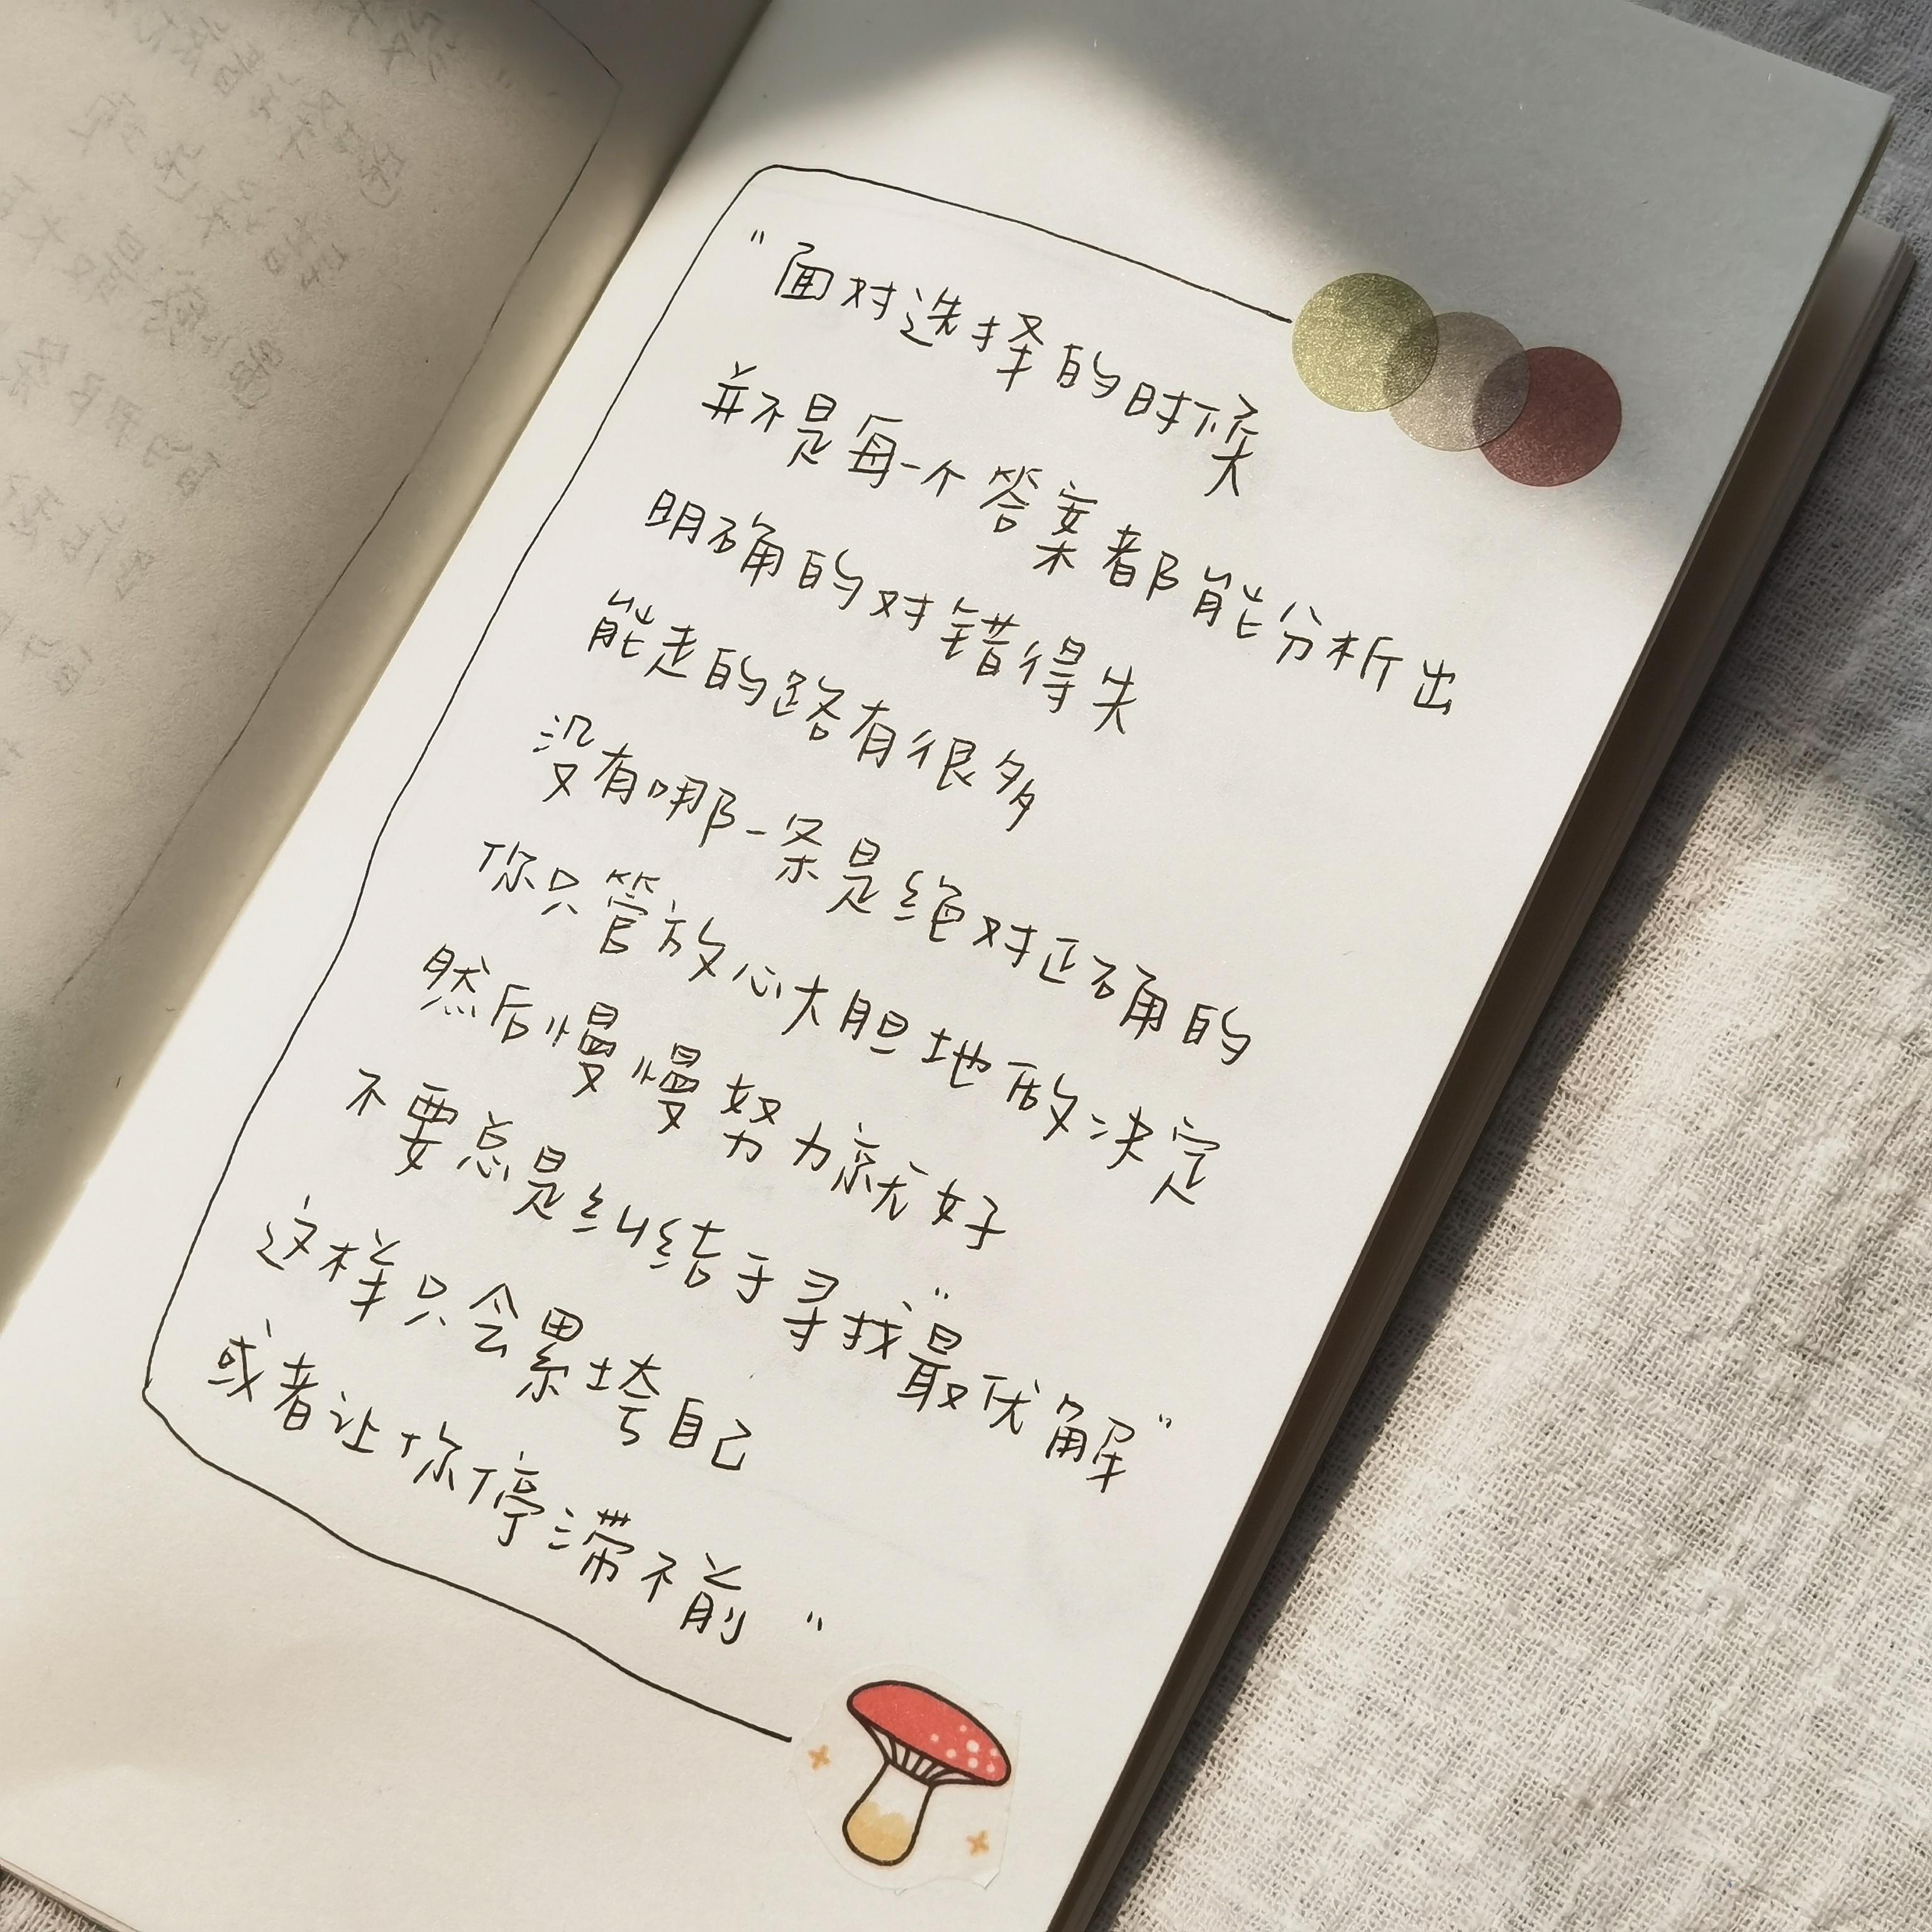 "面对选择的时候
并不是每一个答案都能分析出
明确的对错得失
能走的路有很多
没有哪一条是绝对正确的
你只管放心大胆地做决定
然后慢慢努力就好
不要总是纠结于寻找"最优解"
这样只会累垮自己
或者让你停滞不前"